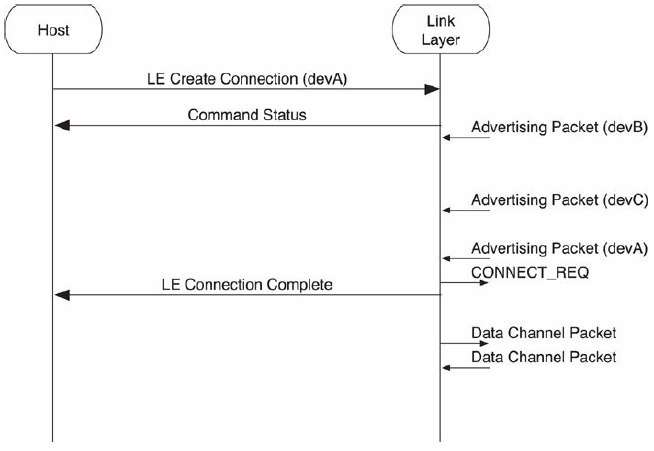 Host
Link
Layer
LE Create Connection (devA)
Command Status
Advertising Packet (devB)
Advertising Packet (devC)
Advertising Packet (devA)
CONNECT_REQ
LE Connection Complete
Data Channel Packet
Data Channel Packet